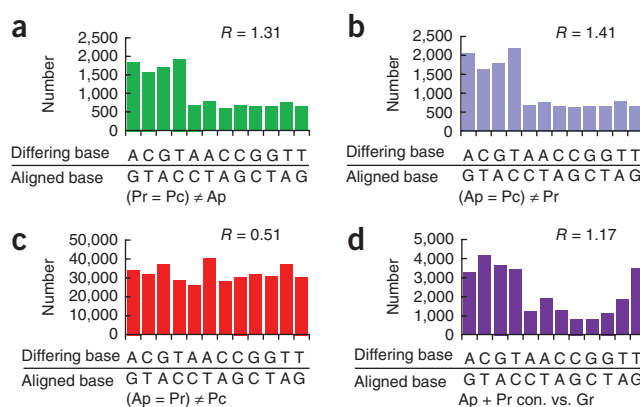 a
R = 1.31
Number
2,500
2,000
1,500
1,000
500
0
Differing base
A C G T A A C C G G T T
Aligned base
G T A C C T A G C T A G
(Pr = Pc) ≠ Ap
b
R = 1.41
Number
2,500
2,000
1,500
1,000
500
0
Differing base
A C G T A A C C G G T T
Aligned base
G T A C C T A G C T A G
(Ap = Pc) ≠ Pr
c
R = 0.51
Number
50,000
40,000
30,000
20,000
10,000
0
Differing base
A C G T A A C C G G T T
Aligned base
G T A C C T A G C T A G
(Ap = Pr) ≠ Pc
d
R = 1.17
Number
5,000
4,000
3,000
2,000
1,000
0
Differing base
A C G T A A C C G G T T
Aligned base
G T A C C T A G C T A G
Ap + Pr con. vs. Gr